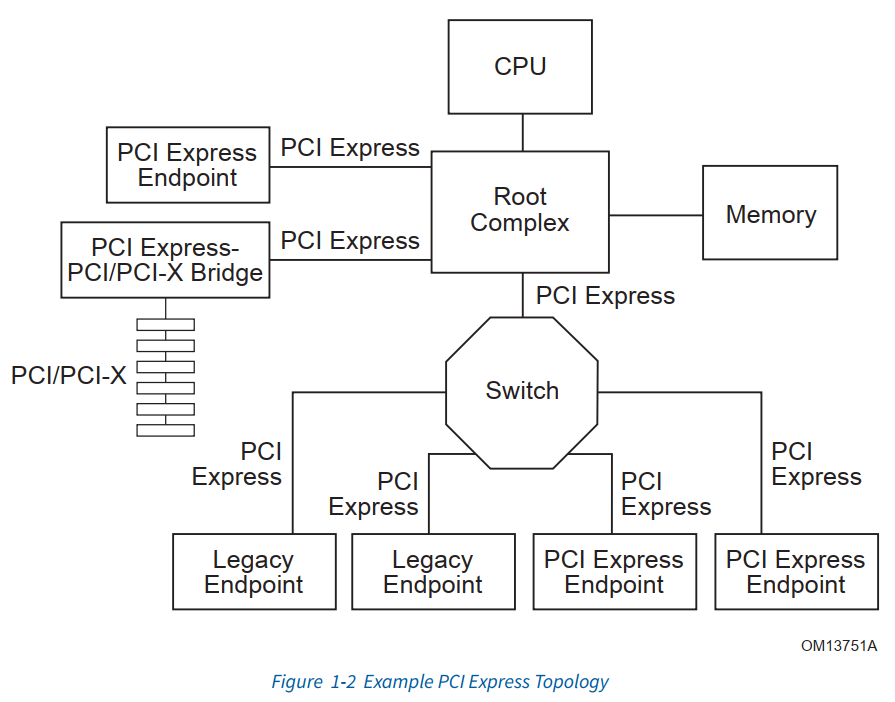 CPU
PCI Express
Endpoint
PCI Express
Root
Complex
Memory
PCI Express-
PCI/PCI-X Bridge
PCI Express
PCI Express
PCI/PCI-X
Switch
PCI
Express
PCI
Express
PCI
Express
PCI
Express
Legacy
Endpoint
Legacy
Endpoint
PCI Express
Endpoint
PCI Express
Endpoint
OM13751A
Figure 1-2 Example PCI Express Topology